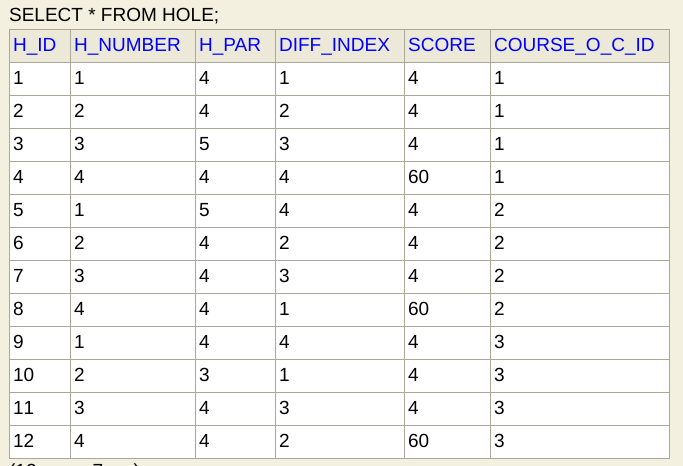 SELECT * FROM HOLE;
H_ID H_NUMBER H_PAR DIFF_INDEX SCORE COURSE_O_C_ID
1 1 4 1 4 1
2 2 4 2 4 1
3 3 5 3 4 1
4 4 4 4 60 1
5 1 5 4 4 2
6 2 4 2 4 2
7 3 4 3 4 2
8 4 4 1 60 2
9 1 4 4 4 3
10 2 3 1 4 3
11 3 4 3 4 3
12 4 4 2 60 3